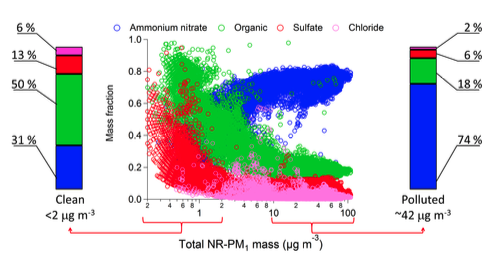 Ammonium nitrate Organic Sulfate Chloride
6 %
13 %
50 %
31 %
Clean
<2 µg m-3
Mass fraction
1.0
0.8
0.6
0.4
0.2
0.0
2 4 6 8 1 2 4 6 8 10 2 4 6 8 100
Total NR-PM1 mass (µg m-3)
2 %
6 %
18 %
74 %
Polluted
~42 µg m-3